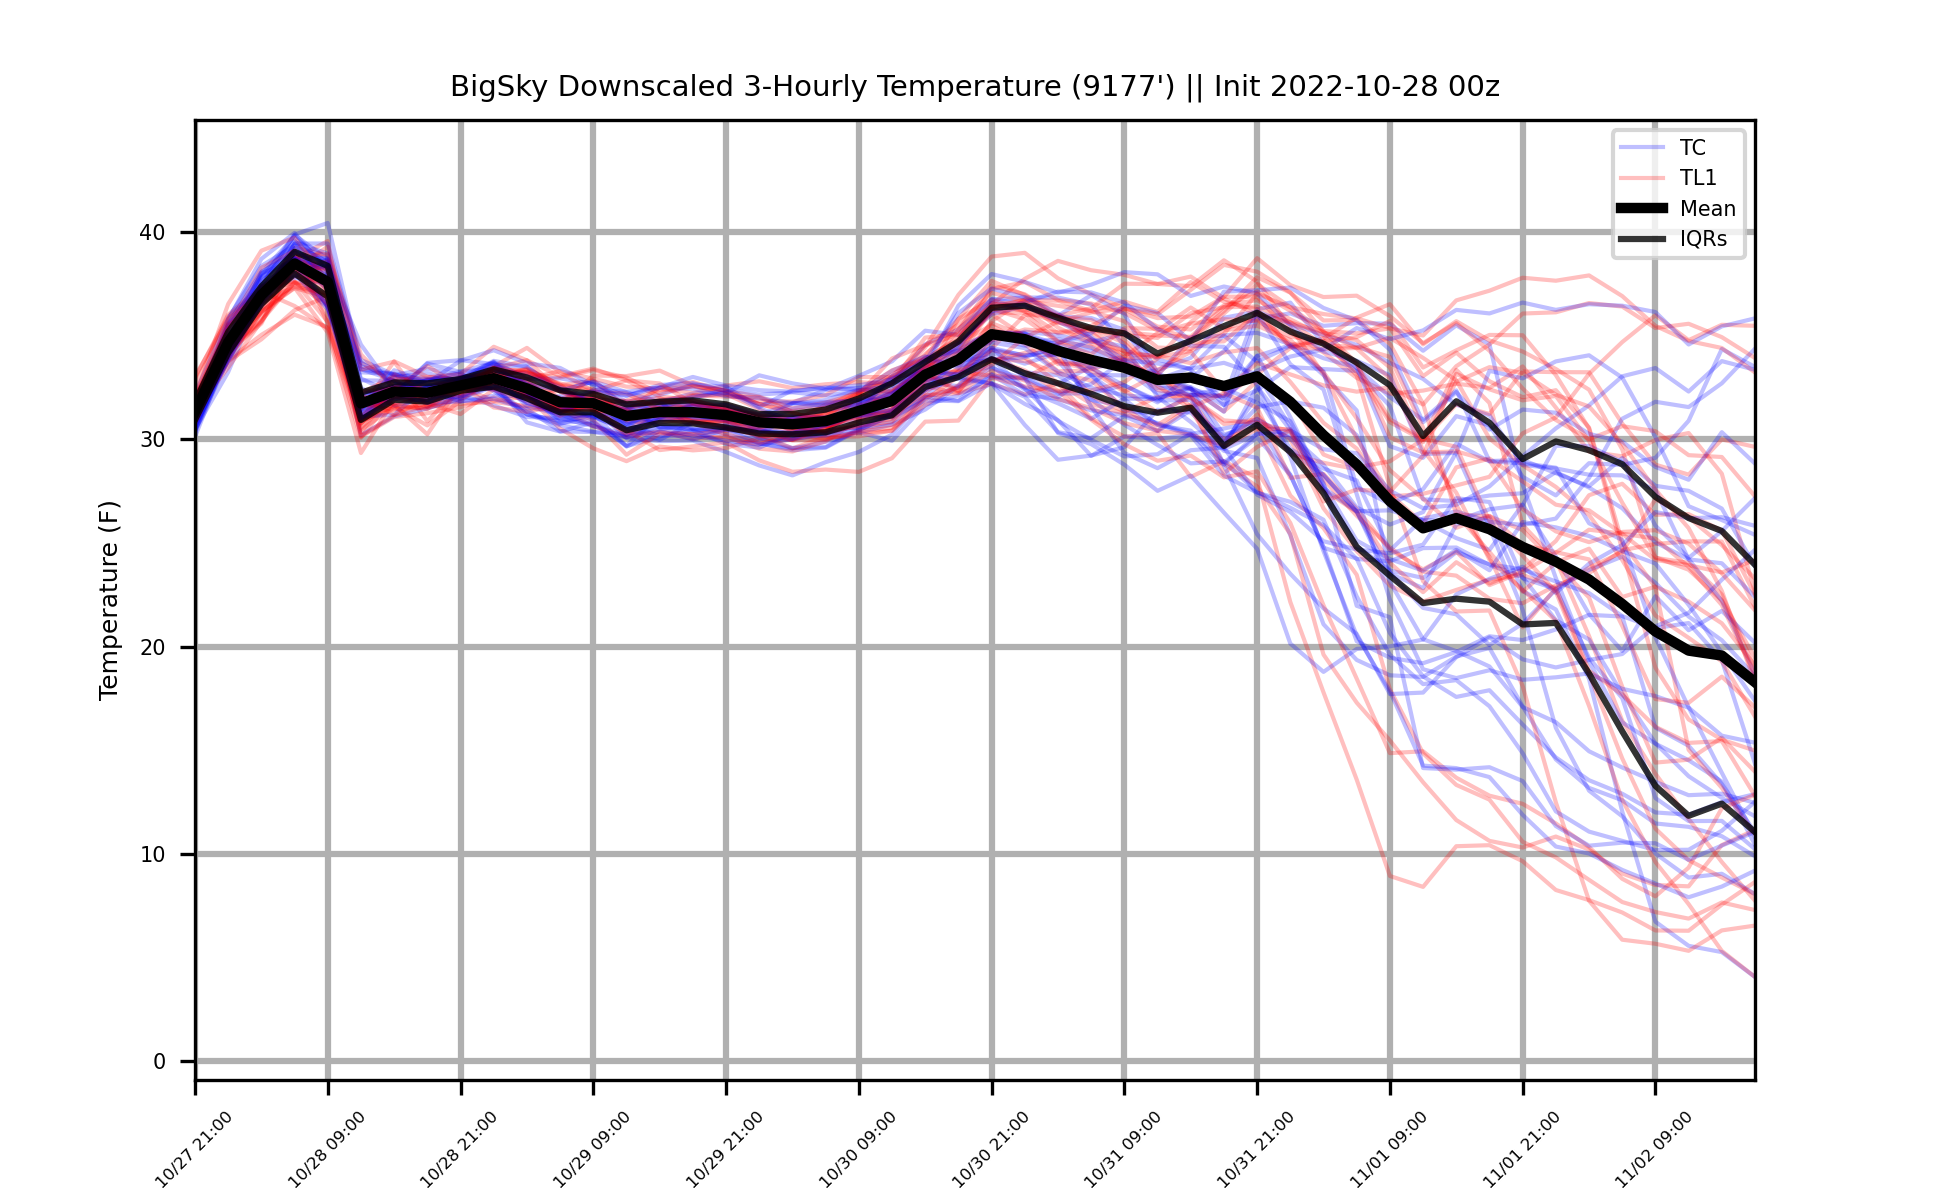 BigSky Downscaled 3-Hourly Temperature (9177') || Init 2022-10-28 00z
TC
TL1
Mean
IQRs
Temperature (F)
40
30
20
10
0
10/27 21:00
10/28 09:00
10/28 21:00
10/29 09:00
10/29 21:00
10/30 09:00
10/30 21:00
10/31 09:00
10/31 21:00
11/01 09:00
11/01 21:00
11/02 09:00